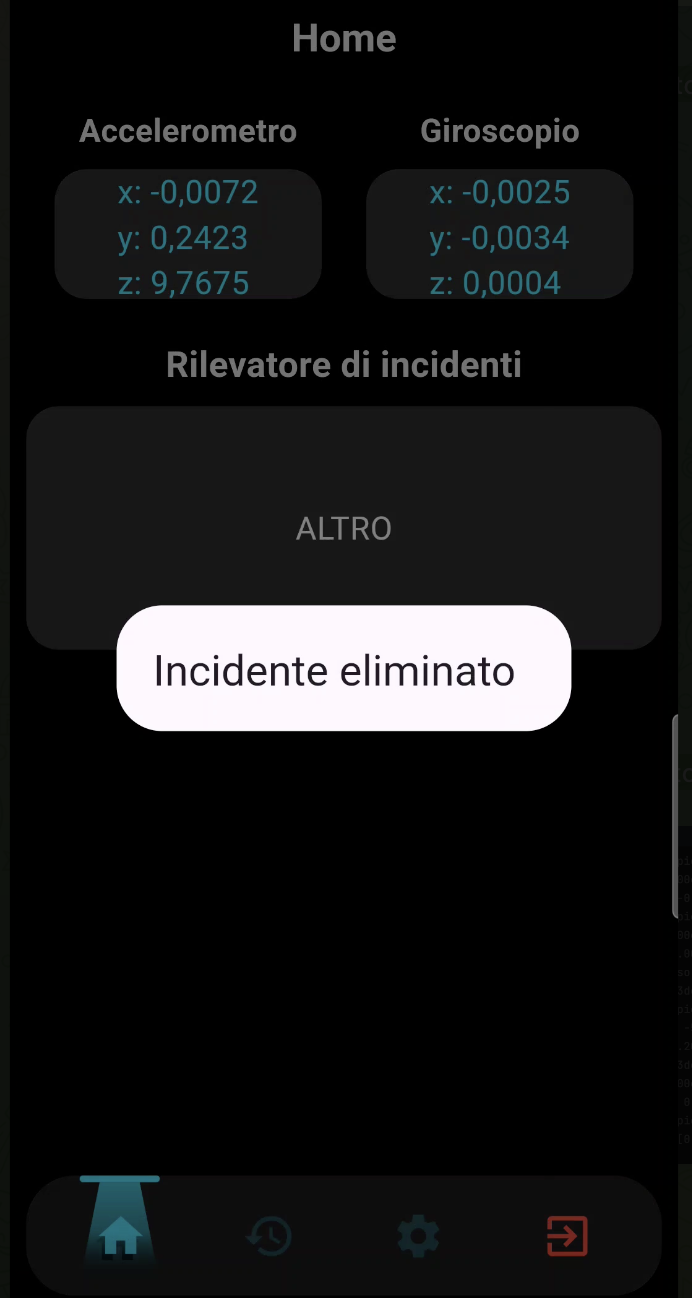 Home
Accelerometro
Giroscopio
x: -0,0072
y: 0,2423
z: 9,7675
x: -0,0025
y: -0,0034
z: 0,0004
Rilevatore di incidenti
ALTRO
Incidente eliminato